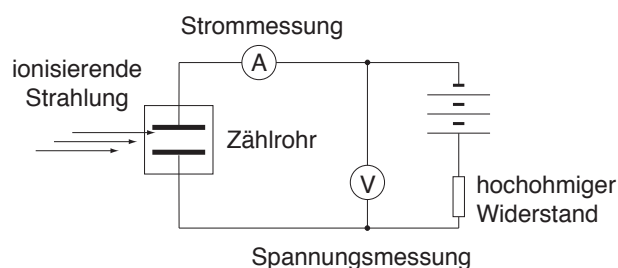 Strommessung
ionisierende
Strahlung
A
Zählrohr
V
hochohmiger
Widerstand
Spannungsmessung